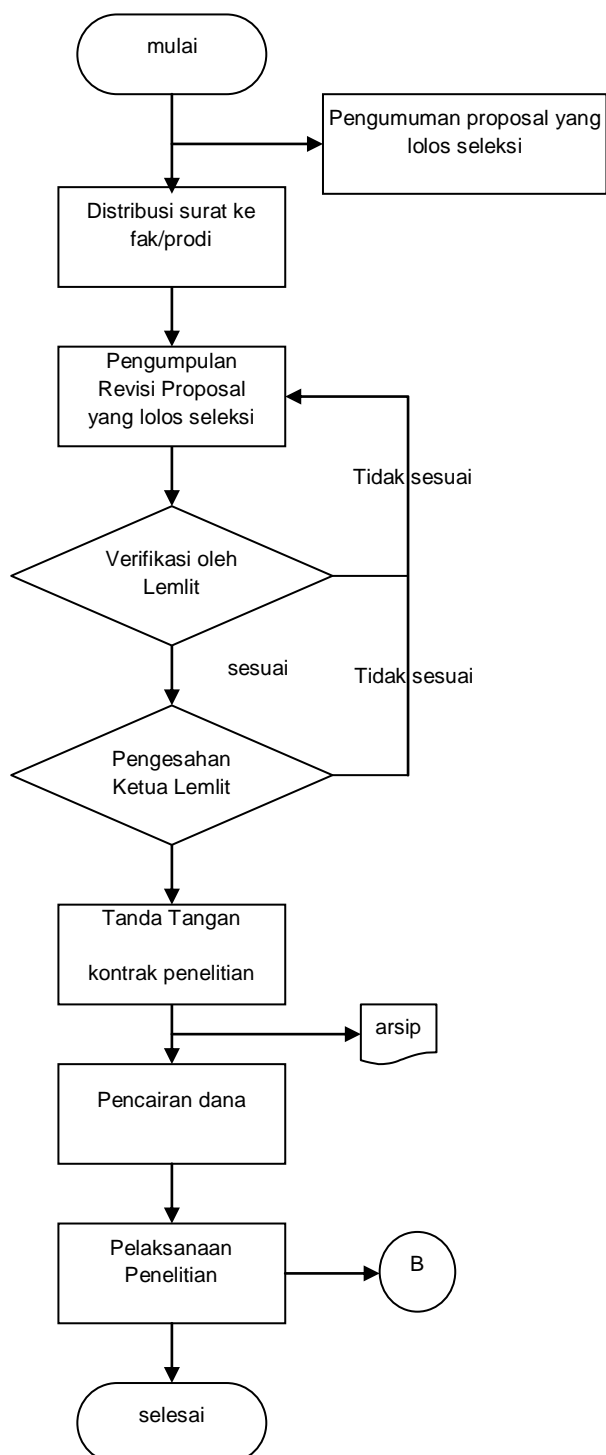 mulai
Pengumuman proposal yang
lolos seleksi
Distribusi surat ke
fak/prodi
Pengumpulan
Revisi Proposal
yang lolos seleksi
Tidak sesuai
Verifikasi oleh
Lemlit
sesuai
Tidak sesuai
Pengesahan
Ketua Lemlit
Tanda Tangan
kontrak penelitian
arsip
Pencairan dana
Pelaksanaan
Penelitian
B
selesai